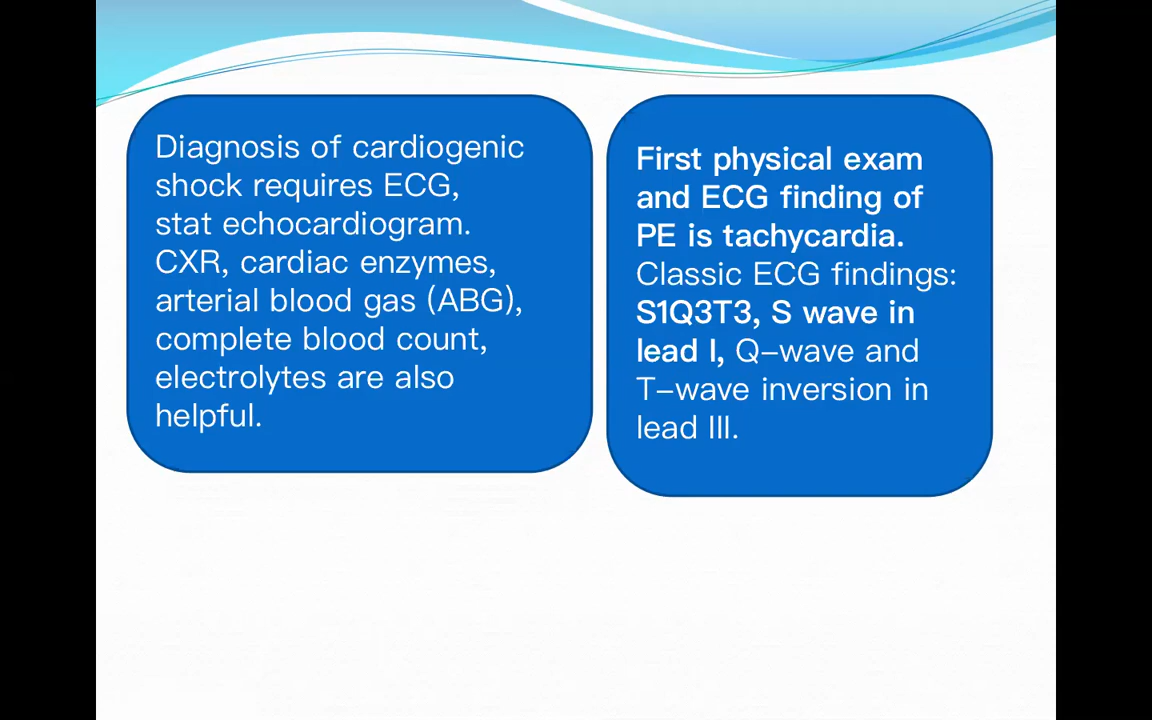 Diagnosis of cardiogenic
shock requires ECG,
stat echocardiogram.
CXR, cardiac enzymes,
arterial blood gas (ABG),
complete blood count,
electrolytes are also
helpful.
First physical exam
and ECG finding of
PE is tachycardia.
Classic ECG findings:
S1Q3T3, S wave in
lead I, Q-wave and
T-wave inversion in
lead III.